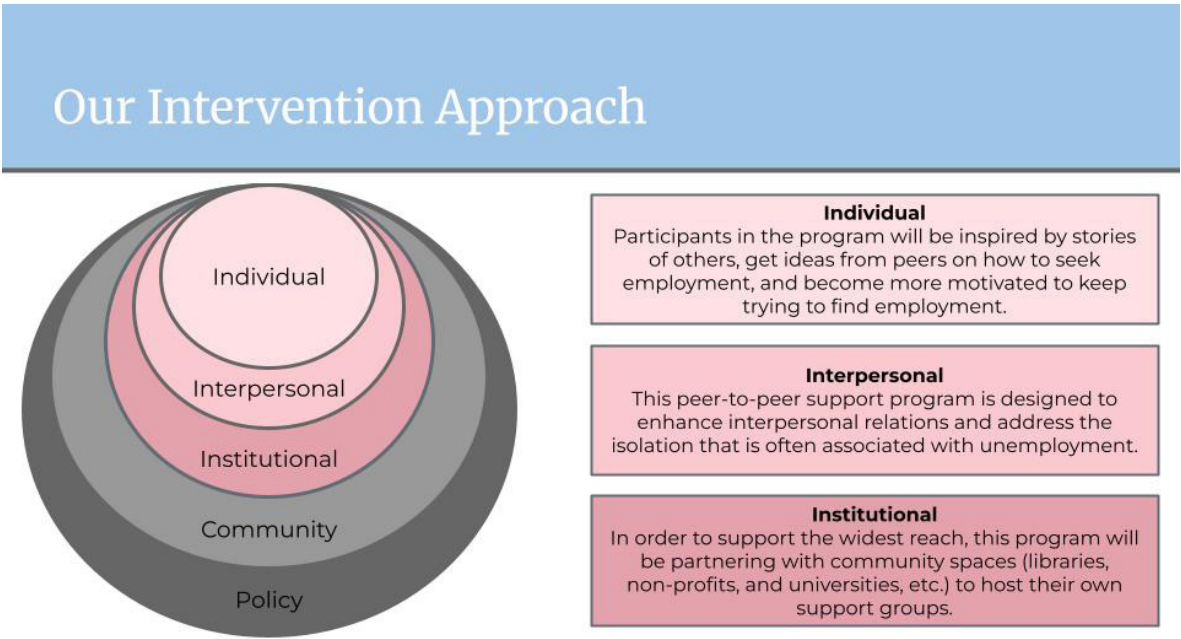 Our Intervention Approach
Individual
Interpersonal
Institutional
Community
Policy
Individual
Participants in the program will be inspired by stories
of others, get ideas from peers on how to seek
employment, and become more motivated to keep
trying to find employment.
Interpersonal
This peer-to-peer support program is designed to
enhance interpersonal relations and address the
isolation that is often associated with unemployment.
Institutional
In order to support the widest reach, this program will
be partnering with community spaces (libraries,
non-profits, and universities, etc.) to host their own
support groups.